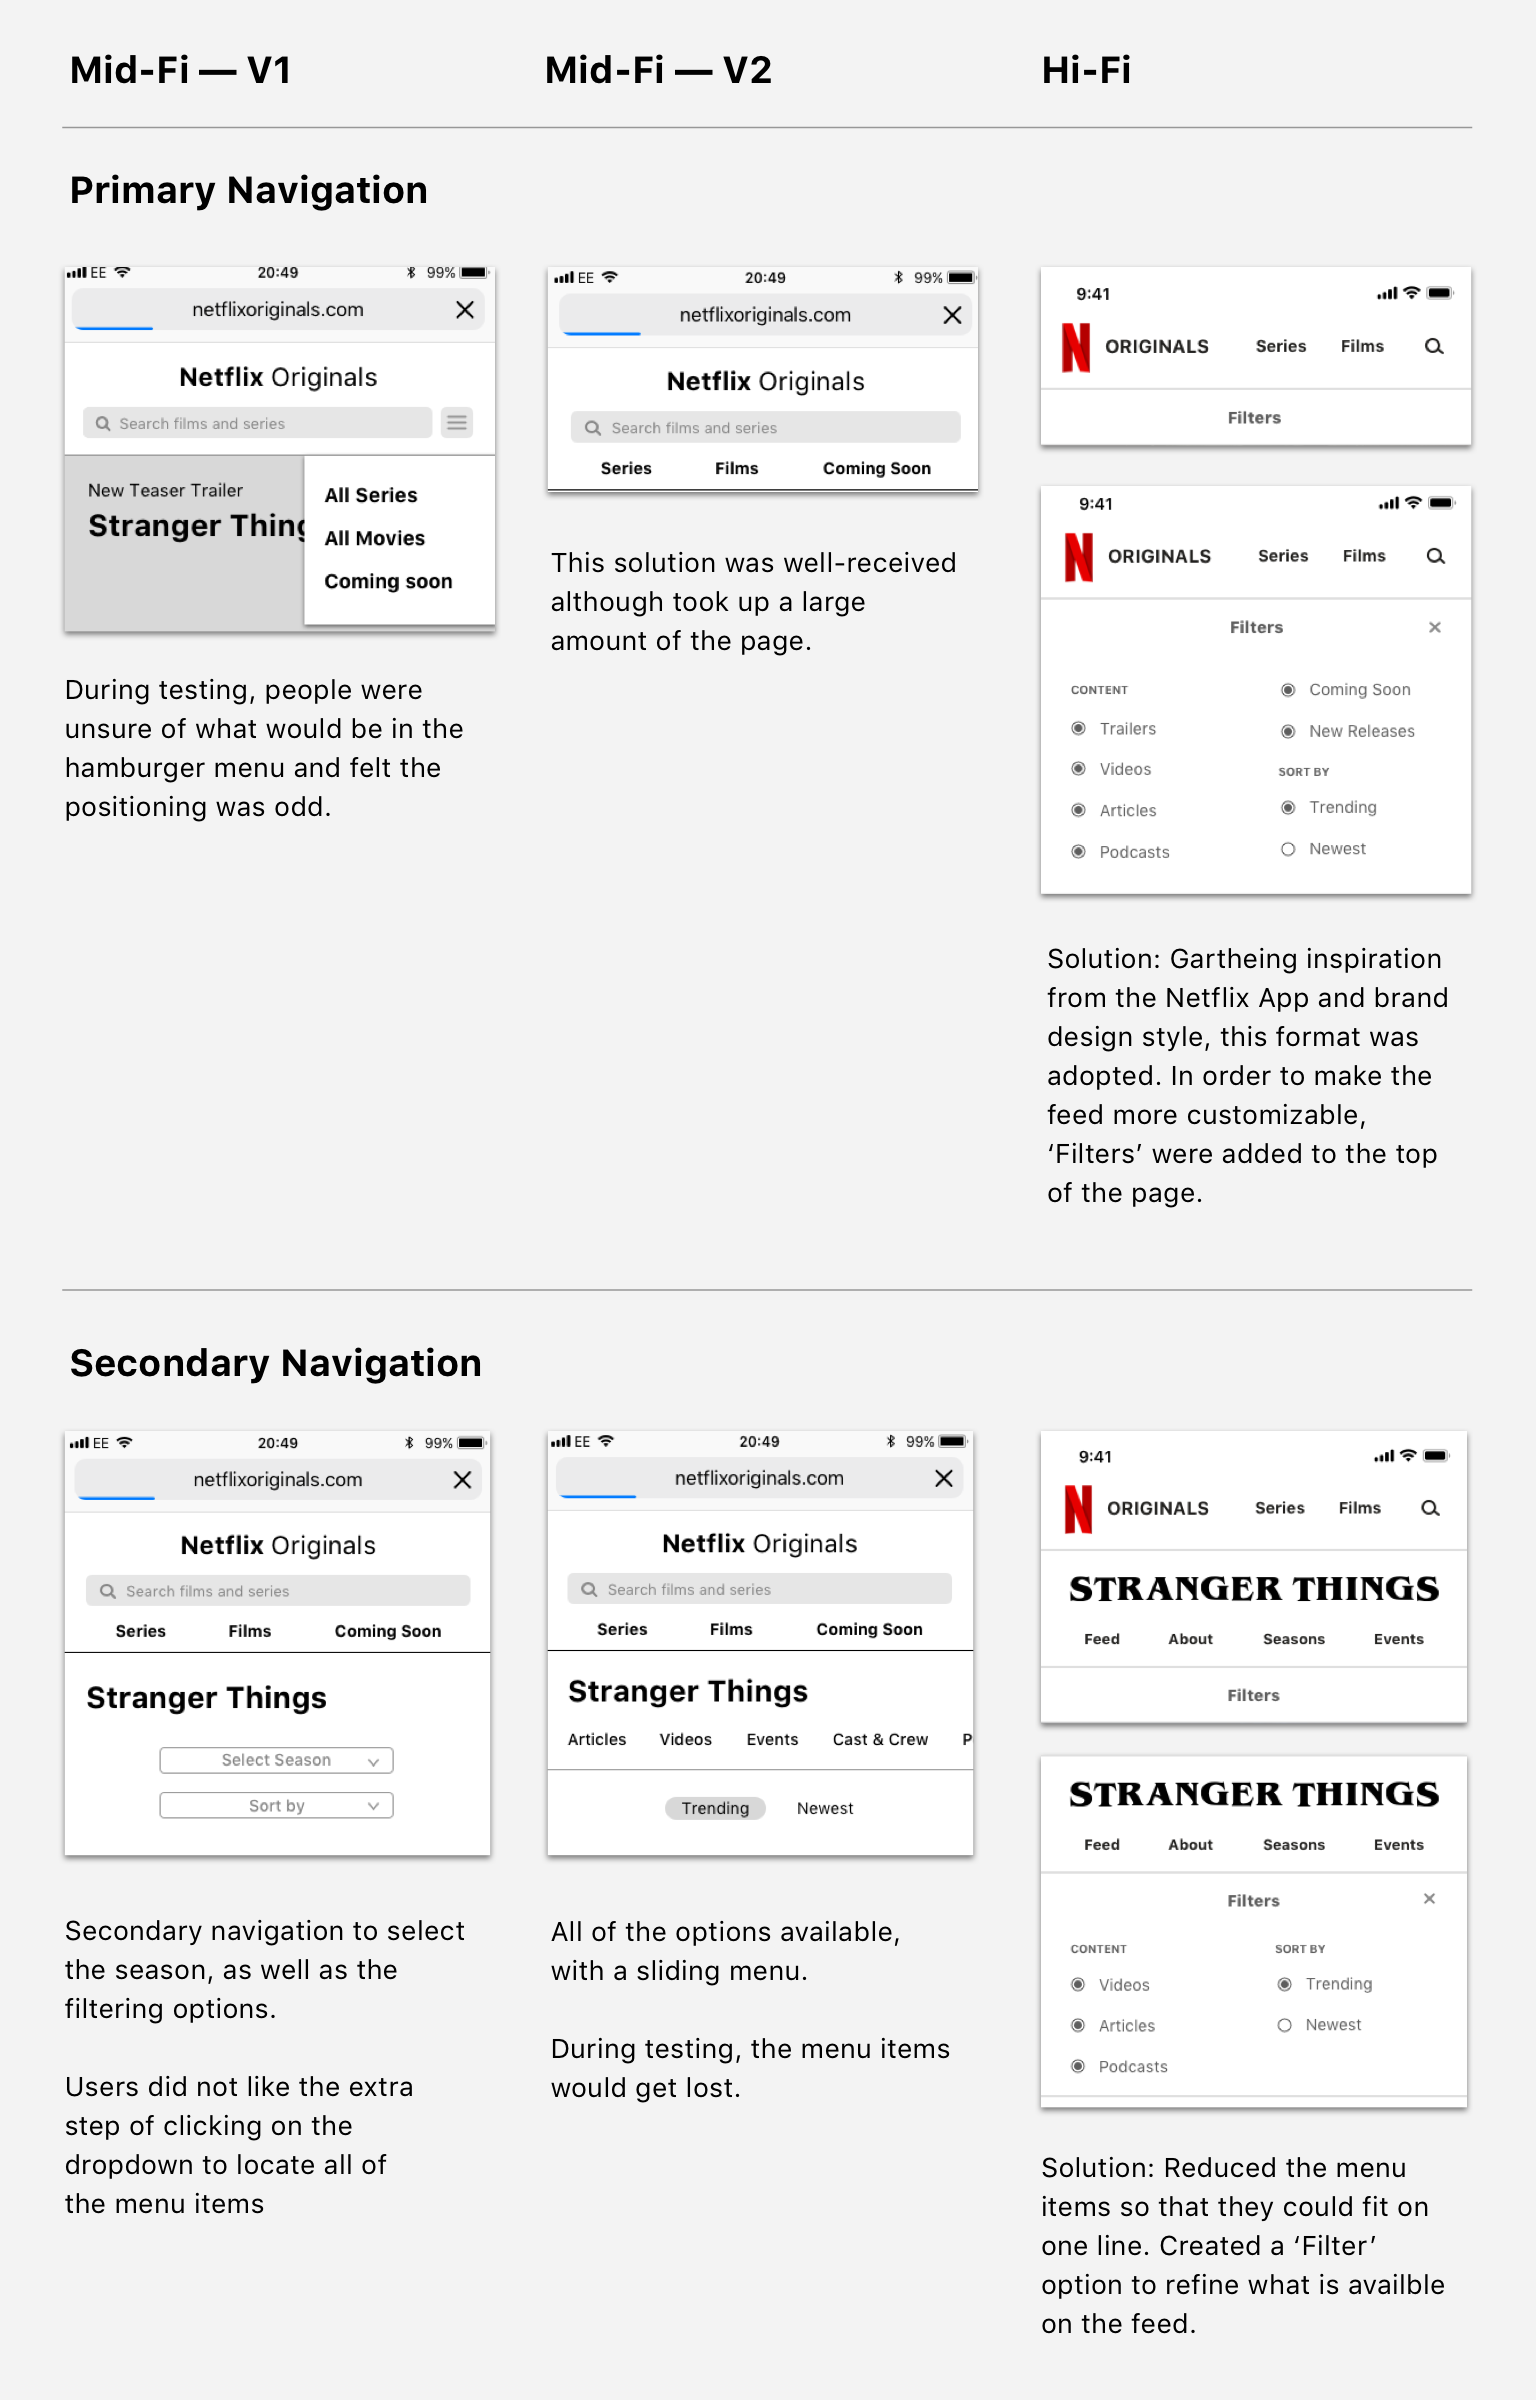 Mid-Fi — V1
Mid-Fi — V2
Hi-Fi
Primary Navigation
EE 20:49 99%
netflixoriginals.com
Netflix Originals
Search films and series
New Teaser Trailer
Stranger Thing
All Series
All Movies
Coming soon
During testing, people were
unsure of what would be in the
hamburger menu and felt the
positioning was odd.
EE 20:49 99%
netflixoriginals.com
Netflix Originals
Search films and series
Series Films Coming Soon
This solution was well-received
although took up a large
amount of the page.
9:41
N ORIGINALS Series Films
Filters
9:41
N ORIGINALS Series Films
Filters
CONTENT
Trailers
Videos
Articles
Podcasts
Coming Soon
New Releases
SORT BY
Trending
Newest
Solution: Gartheing inspiration
from the Netflix App and brand
design style, this format was
adopted. In order to make the
feed more customizable,
‘Filters’ were added to the top
of the page.
Secondary Navigation
EE 20:49 99%
netflixoriginals.com
Netflix Originals
Search films and series
Series Films Coming Soon
Stranger Things
Select Season
Sort by
Secondary navigation to select
the season, as well as the
filtering options.
Users did not like the extra
step of clicking on the
dropdown to locate all of
the menu items
EE 20:49 99%
netflixoriginals.com
Netflix Originals
Search films and series
Series Films Coming Soon
Stranger Things
Articles Videos Events Cast & Crew P
Trending Newest
All of the options available,
with a sliding menu.
During testing, the menu items
would get lost.
9:41
N ORIGINALS Series Films
STRANGER THINGS
Feed About Seasons Events
Filters
STRANGER THINGS
Feed About Seasons Events
Filters
CONTENT
Videos
Articles
Podcasts
SORT BY
Trending
Newest
Solution: Reduced the menu
items so that they could fit on
one line. Created a ‘Filter’
option to refine what is availble
on the feed.